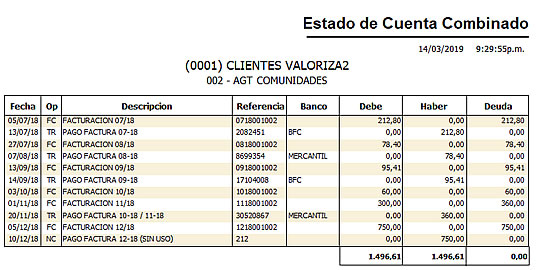 Estado de Cuenta Combinado
14/03/2019 9:29:55p.m.
(0001) CLIENTES VALORIZA2
002 - AGT COMUNIDADES
Fecha Op Descripcion Referencia Banco Debe Haber Deuda
05/07/18 FC FACTURACION 07/18 0718001002 212,80 0,00 212,80
13/07/18 TR PAGO FACTURA 07-18 2082451 BFC 0,00 212,80 0,00
27/07/18 FC FACTURACION 08/18 0818001002 78,40 0,00 78,40
07/08/18 TR PAGO FACTURA 08-18 8699354 MERCANTIL 0,00 78,40 0,00
13/09/18 FC FACTURACION 09/18 0918001002 95,41 0,00 95,41
14/09/18 TR PAGO FACTURA 09-18 17104008 BFC 0,00 95,41 0,00
03/10/18 FC FACTURACION 10/18 1018001002 60,00 0,00 60,00
01/11/18 FC FACTURACION 11/18 1118001002 300,00 0,00 360,00
20/11/18 TR PAGO FACTURA 10-18 / 11-18 30520867 MERCANTIL 0,00 360,00 0,00
05/12/18 FC FACTURACION 12/18 1218001002 750,00 0,00 750,00
10/12/18 NC PAGO FACTURA 12-18 (SIN USO) 212 0,00 750,00 0,00
1.496,61 1.496,61 0,00